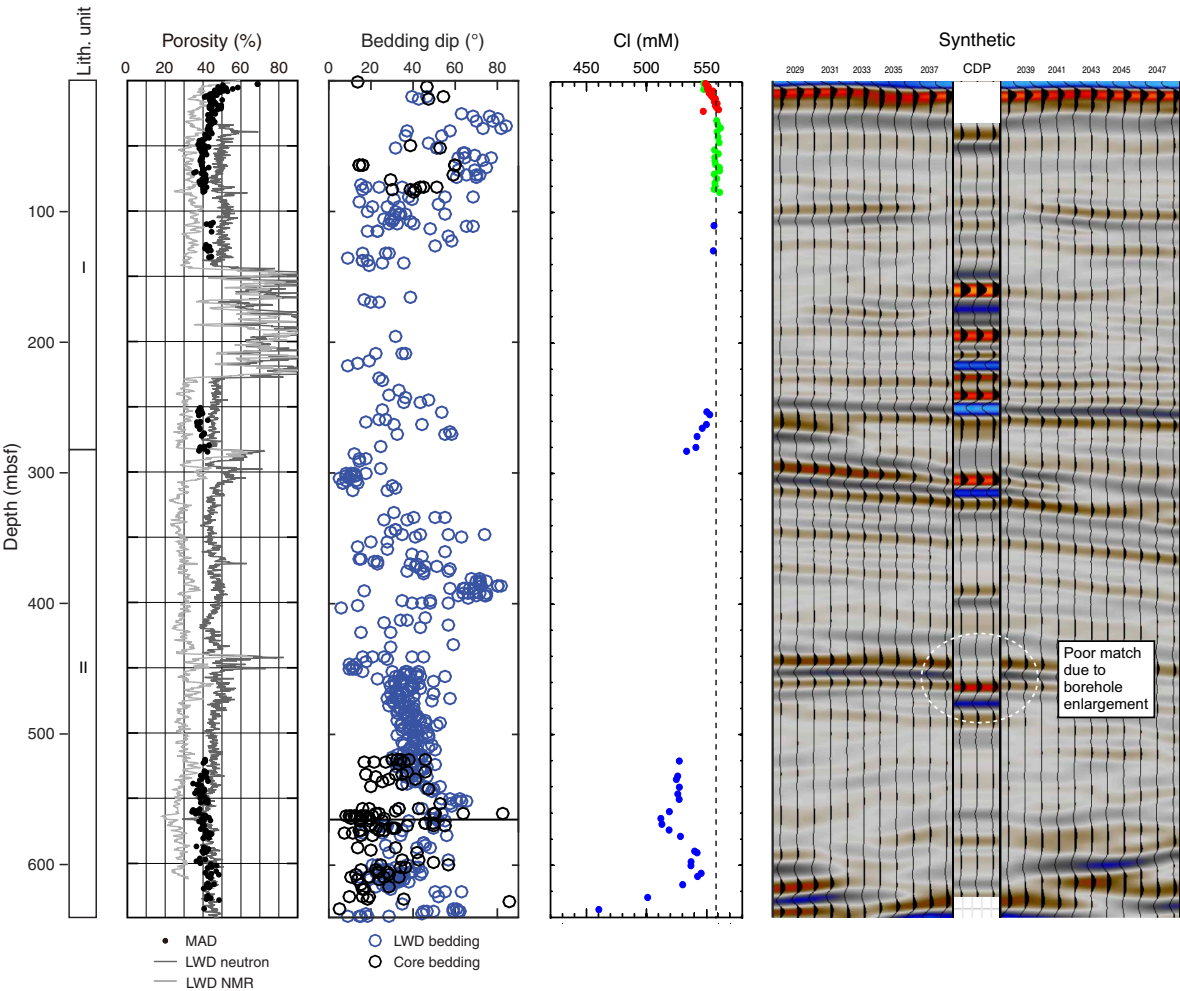 Lith. unit
Porosity (%)
Bedding dip (°)
Cl (mM)
Synthetic
0 20 40 60 80
0 20 40 60 80
450 500 550
2029 2031 2033 2035 2037 CDP 2039 2041 2043 2045 2047
Depth (mbsf)
100
200
300
400
500
600
I
II
Poor match
due to
borehole
enlargement
MAD
LWD neutron
LWD NMR
LWD bedding
Core bedding